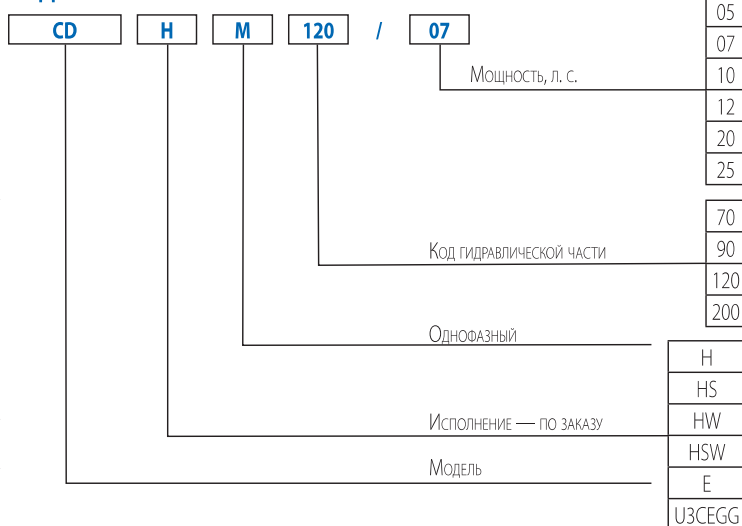 CD H M 120 / 07
Мощность, л. с.
05
07
10
12
20
25
Код гидравлической части
70
90
120
200
Однофазный
Исполнение — по заказу
H
HS
HW
HSW
E
U3CEGG
Модель